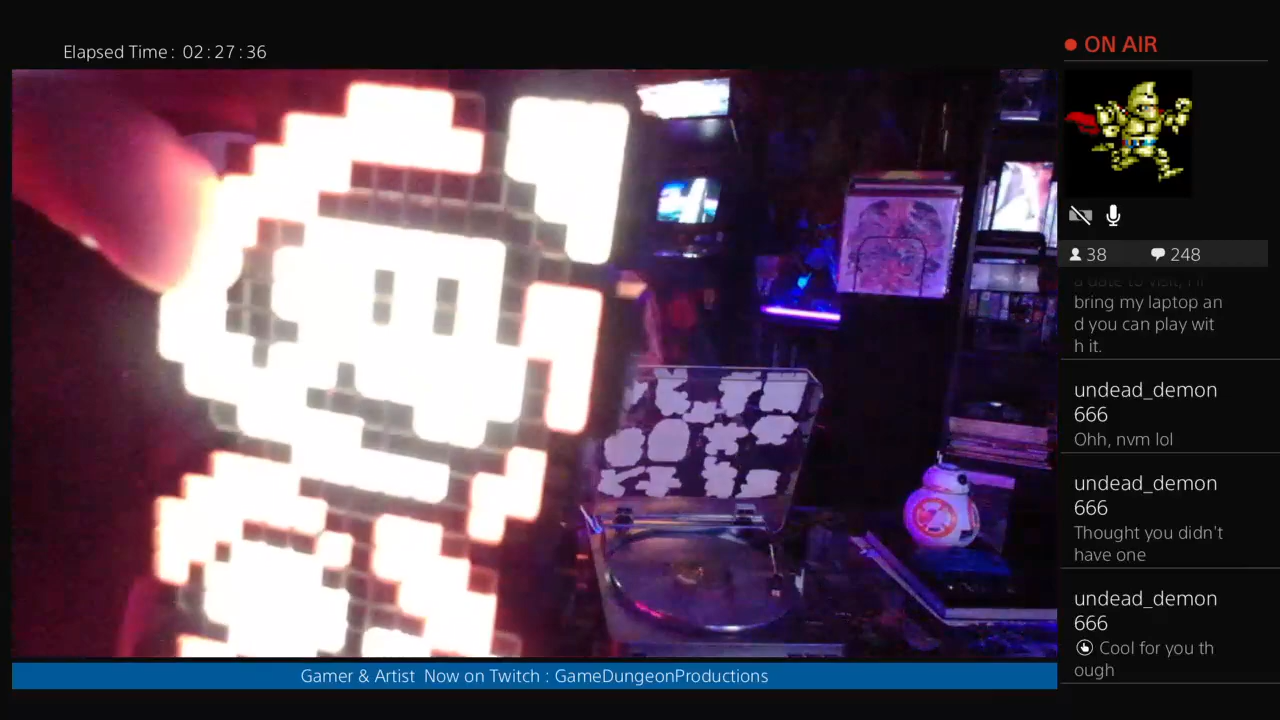 Elapsed Time: 02:27:36
ON AIR
38 248
bring my laptop an
d you can play wit
h it.
undead_demon
666
Ohh, nvm lol
undead_demon
666
Thought you didn't
have one
undead_demon
666
Cool for you th
ough
Gamer & Artist Now on Twitch : GameDungeonProductions